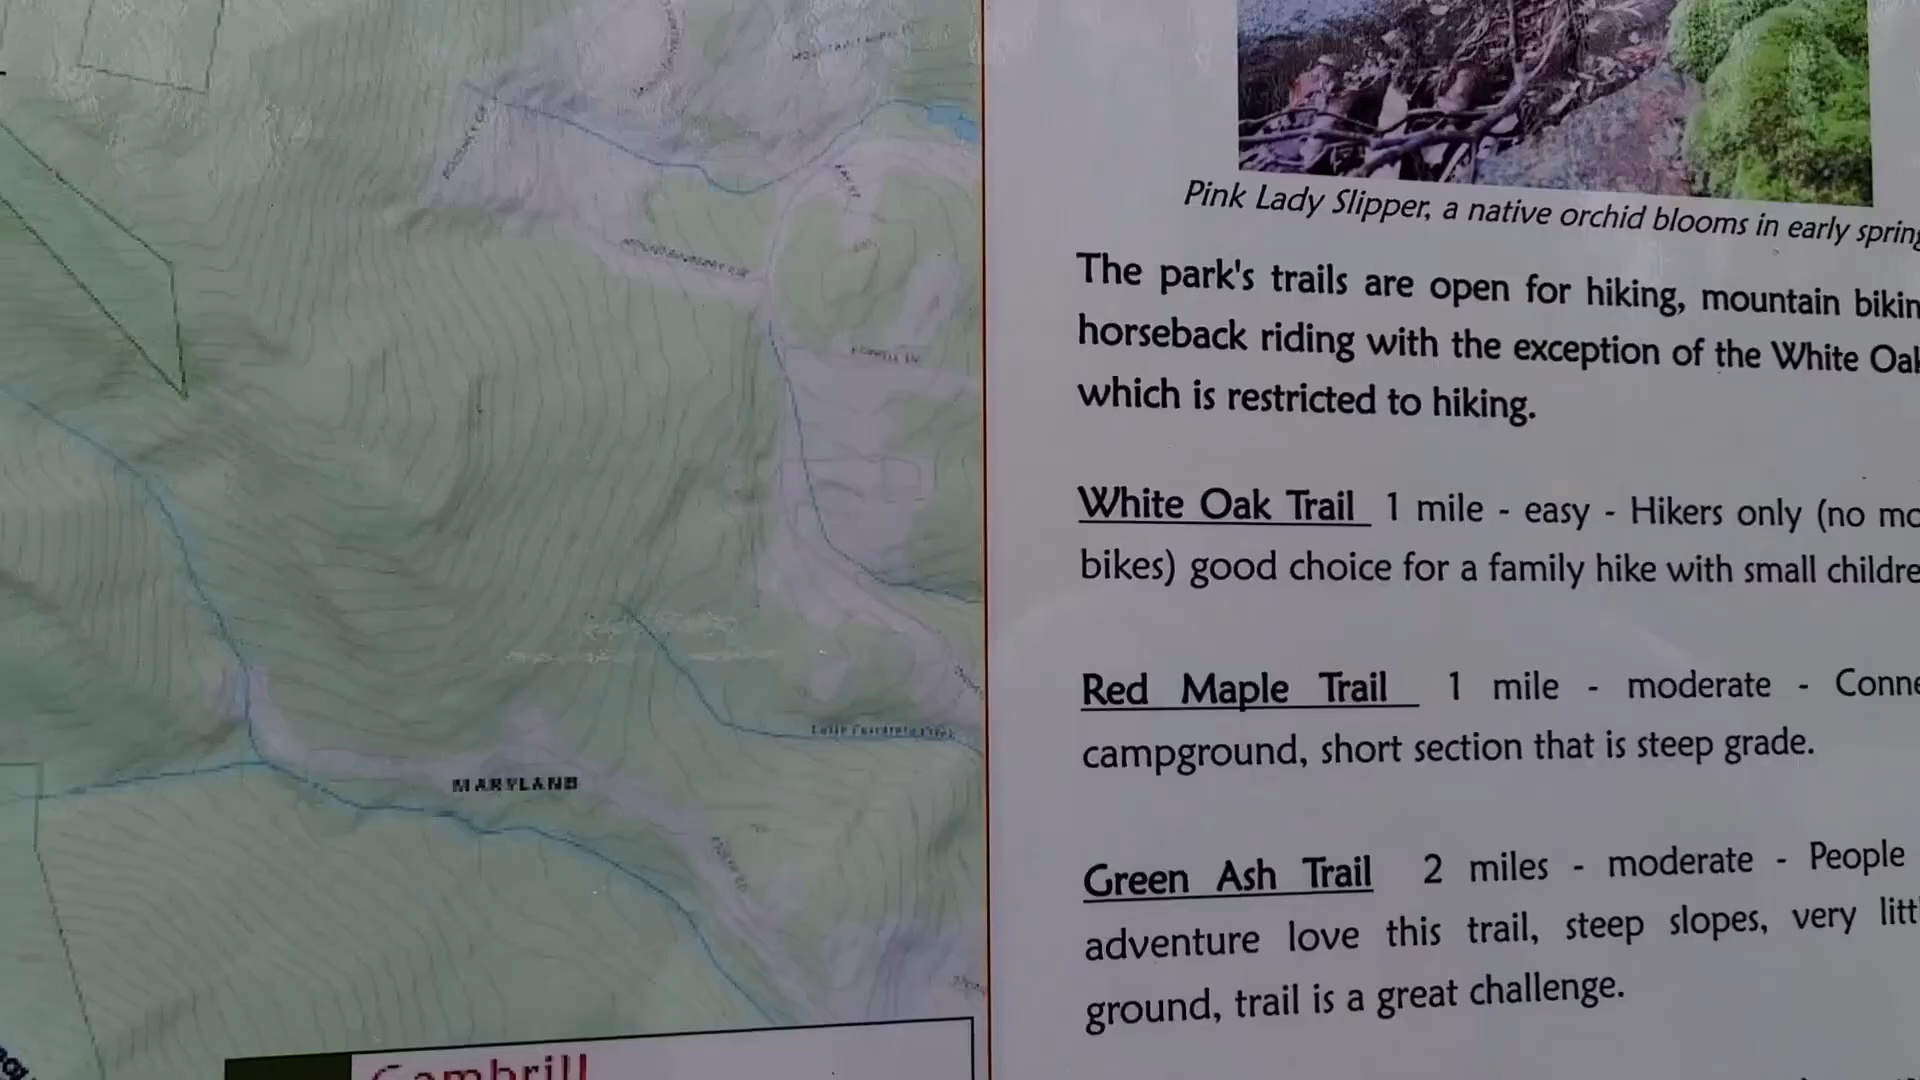 MARYLAND
Gambrill
Pink Lady Slipper, a native orchid blooms in early spring
The park's trails are open for hiking, mountain bikin
horseback riding with the exception of the White Oak
which is restricted to hiking.
White Oak Trail 1 mile - easy - Hikers only (no mo
bikes) good choice for a family hike with small childre
Red Maple Trail 1 mile - moderate - Conne
campground, short section that is steep grade.
Green Ash Trail 2 miles - moderate - People
adventure love this trail, steep slopes, very litt
ground, trail is a great challenge.